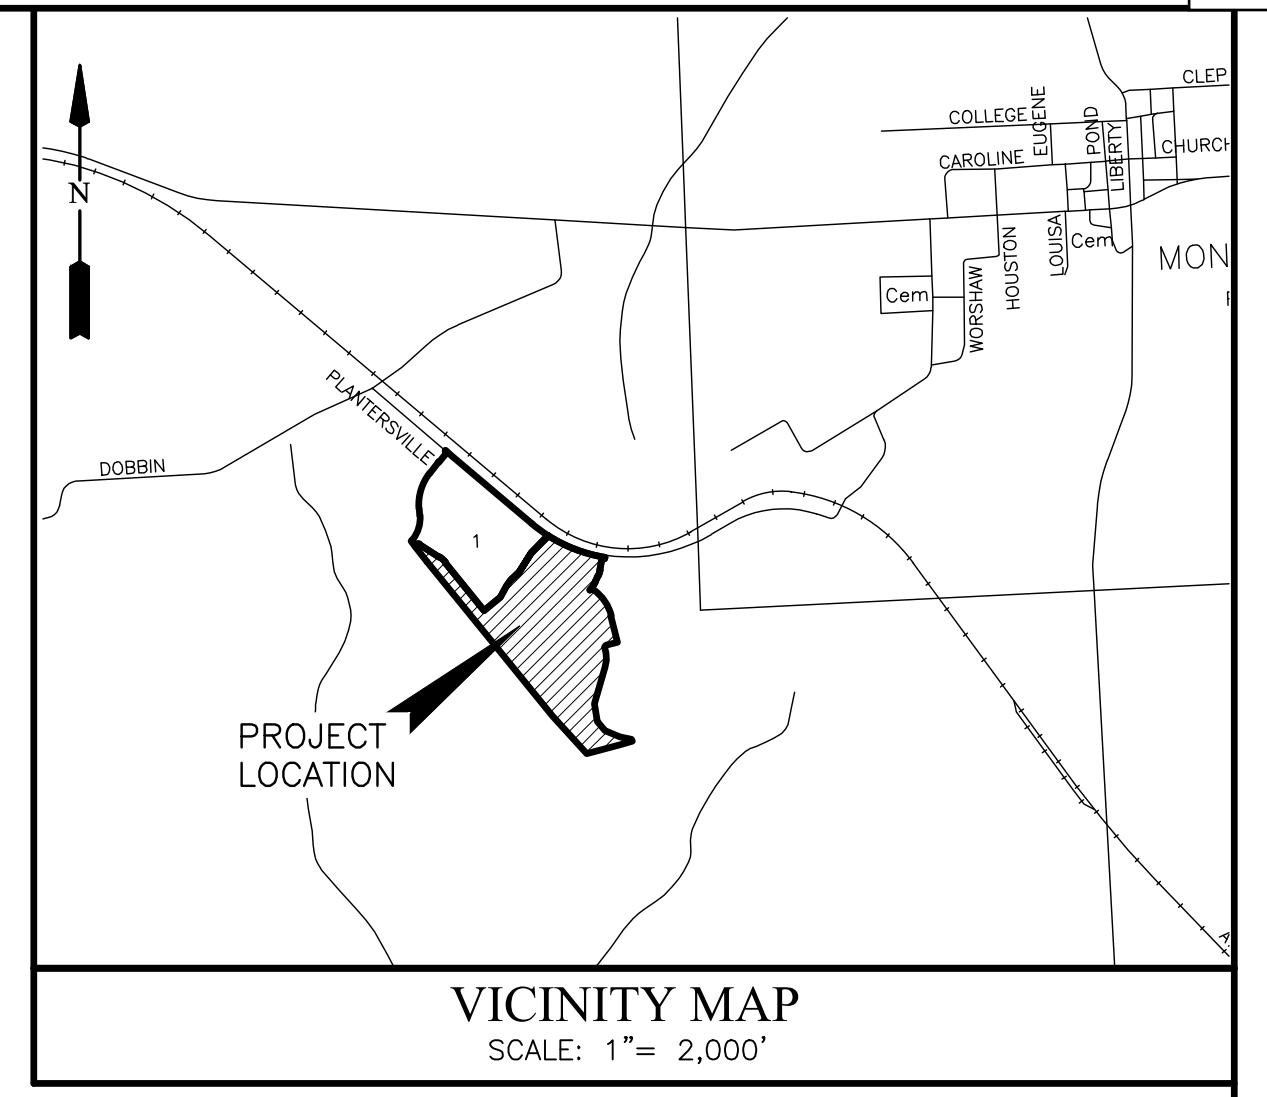 CLEP
COLLEGE
EUGENE
POND
LIBERTY
CHURCH
CAROLINE
N
HOUSTON
LOUISA
Cem
MON
WORSHAW
Cem
PLANTERSVILLE
DOBBIN
1
PROJECT
LOCATION
VICINITY MAP
SCALE: 1"= 2,000'